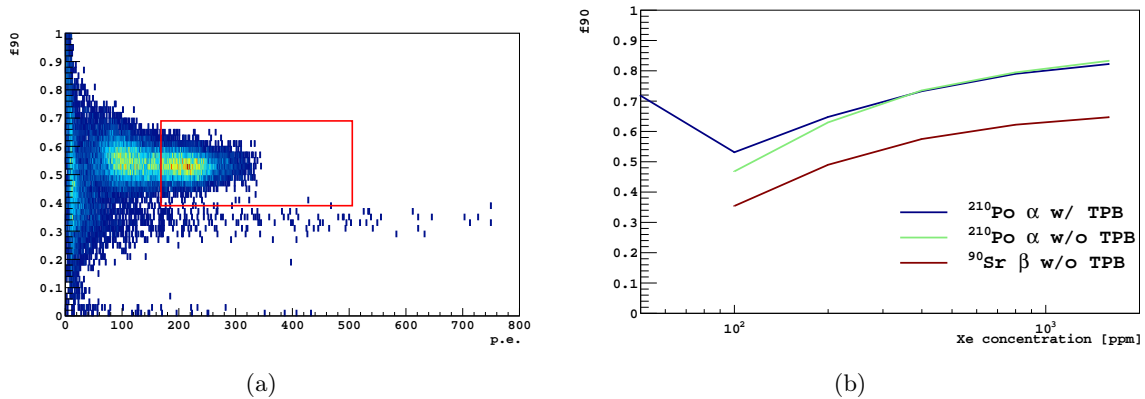 f90
1
0.9
0.8
0.7
0.6
0.5
0.4
0.3
0.2
0.1
0
0 100 200 300 400 500 600 700 800
p.e.
(a)
f90
1
0.9
0.8
0.7
0.6
0.5
0.4
0.3
0.2
0.1
0
10² 10³
Xe concentration [ppm]
²¹⁰Po α w/ TPB
²¹⁰Po α w/o TPB
⁹⁰Sr β w/o TPB
(b)